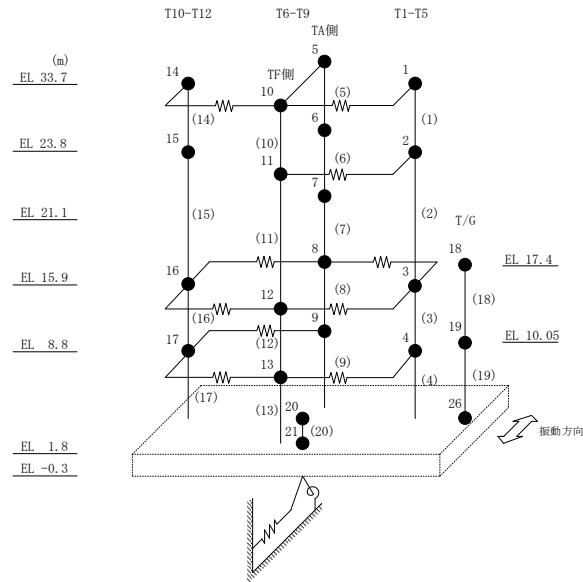 T10-T12 T6-T9 T1-T5
TA側
(m) 5
14 TF側 1
EL 33.7 10
(5)
(14) (10) 6 (1)
15 11 2
EL 23.8 (6)
7
EL 21.1 (15) (7) (2) T/G
(11) 8 18
16 EL 17.4
EL 15.9 12 (8) 3
(16) 9 (3) (18)
17 (12) 19
EL 8.8 13 (9) 4 EL 10.05
(17) (13) 20 (4) (19)
26
21 (20)
EL 1.8 振動方向
EL -0.3